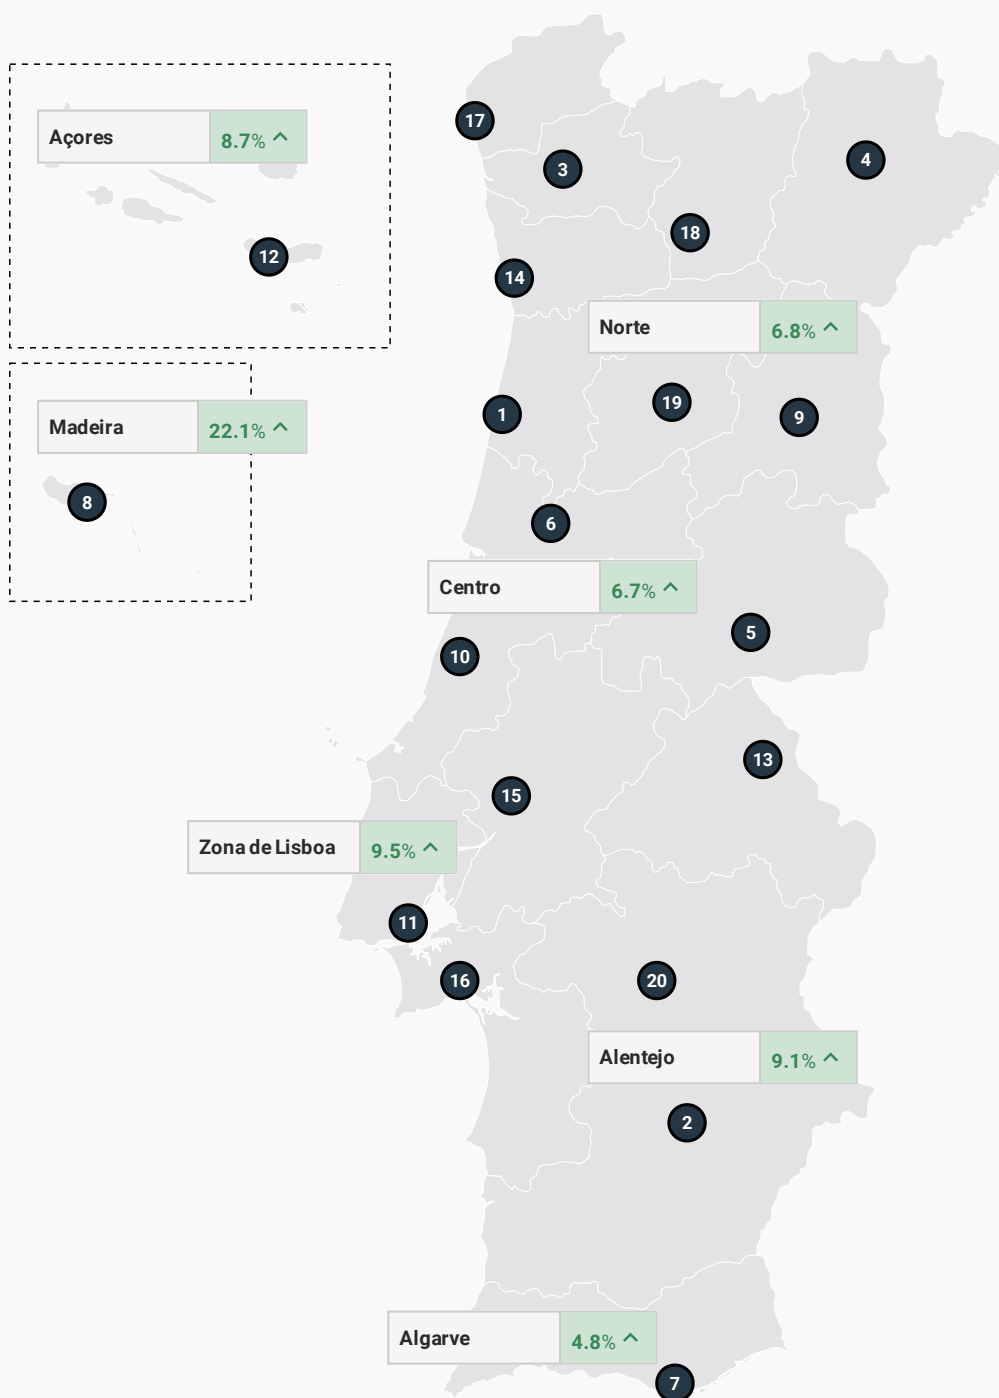 17
3
4
Açores 8.7%
18
12
14
Norte 6.8%
19
1
9
Madeira 22.1%
8
6
Centro 6.7%
5
10
13
15
Zona de Lisboa 9.5%
11
16
20
Alentejo 9.1%
2
Algarve 4.8%
7